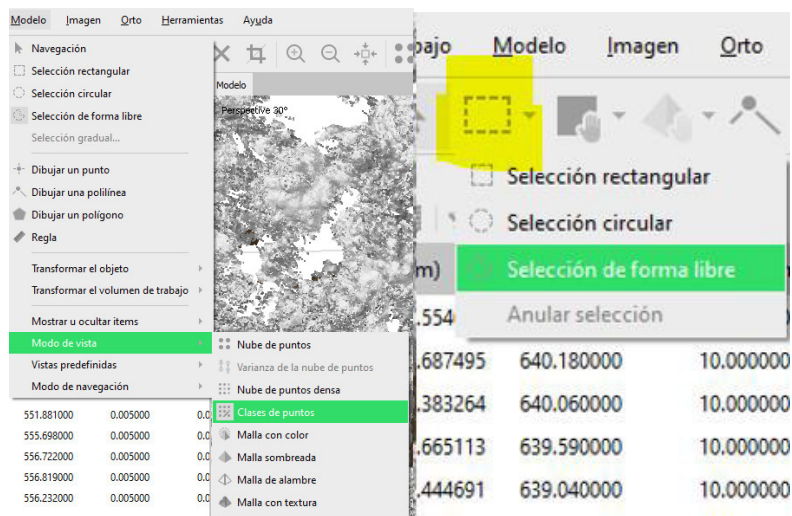 Modelo Imagen Orto Herramientas Ayuda
Navegación
Selección rectangular
Selección circular
Selección de forma libre
Selección gradual...
Dibujar un punto
Dibujar una polilínea
Dibujar un polígono
Regla
Transformar el objeto
Transformar el volumen de trabajo
Mostrar u ocultar items
Modo de vista
Vistas predefinidas
Modo de navegación
551.881000 0.005000 0.0
555.698000 0.005000
556.722000 0.005000
556.819000 0.005000
556.232000 0.005000
Modelo
Perspective 30°
Nube de puntos
Varianza de la nube de puntos
Nube de puntos densa
Clases de puntos
Malla con color
Malla sombreada
Malla de alambre
Malla con textura
bajo Modelo Imagen Orto
Selección rectangular
Selección circular
m) Selección de forma libre
.554 Anular selección
.687495 640.180000 10.000000
.383264 640.060000 10.000000
.665113 639.590000 10.000000
.444691 639.040000 10.000000